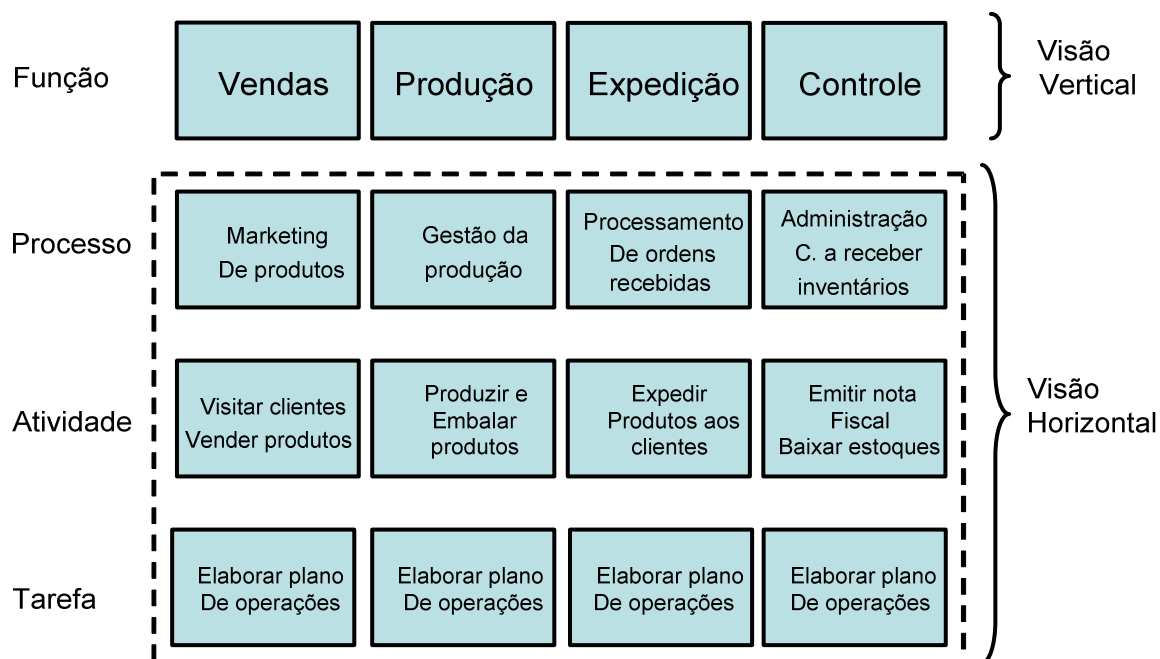 Função
Vendas
Produção
Expedição
Controle
Visão
Vertical
Processo
Marketing
De produtos
Gestão da
produção
Processamento
De ordens
recebidas
Administração
C. a receber
inventários
Atividade
Visitar clientes
Vender produtos
Produzir e
Embalar
produtos
Expedir
Produtos aos
clientes
Emitir nota
Fiscal
Baixar estoques
Visão
Horizontal
Tarefa
Elaborar plano
De operações
Elaborar plano
De operações
Elaborar plano
De operações
Elaborar plano
De operações